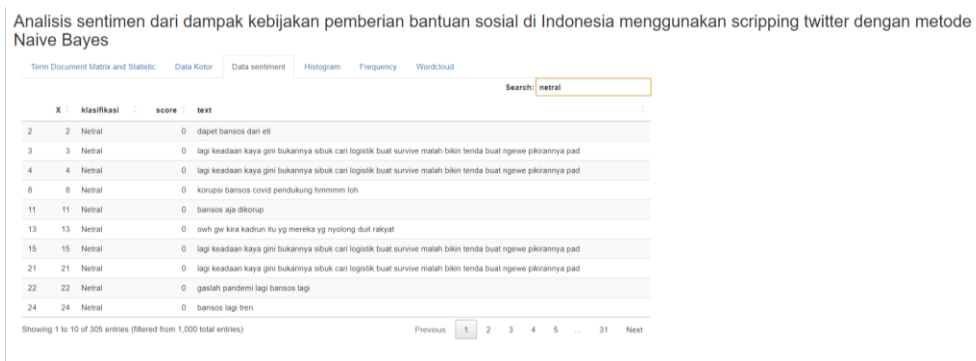 Analisis sentimen dari dampak kebijakan pemberian bantuan sosial di Indonesia menggunakan scripping twitter dengan metode
Naive Bayes
Term Document Matrix and Statistic Data Kotor Data sentiment Histogram Frequency Wordcloud
Search: netral
X klasifikasi score text
2 2 Netral 0 dapet bansos dari eti
3 3 Netral 0 lagi keadaan kaya gini bukannya sibuk cari logistik buat survive malah bikin tenda buat ngewe pikirannya pad
4 4 Netral 0 lagi keadaan kaya gini bukannya sibuk cari logistik buat survive malah bikin tenda buat ngewe pikirannya pad
8 8 Netral 0 korupsi bansos covid pendukung hmmmm loh
11 11 Netral 0 bansos aja dikorup
13 13 Netral 0 owh gw kira kadrun itu yg mereka yg nyolong duit rakyat
15 15 Netral 0 lagi keadaan kaya gini bukannya sibuk cari logistik buat survive malah bikin tenda buat ngewe pikirannya pad
21 21 Netral 0 lagi keadaan kaya gini bukannya sibuk cari logistik buat survive malah bikin tenda buat ngewe pikirannya pad
22 22 Netral 0 gaslah pandemi lagi bansos lagi
24 24 Netral 0 bansos lagi tren
Showing 1 to 10 of 305 entries (filtered from 1,000 total entries) Previous 1 2 3 4 5 ... 31 Next